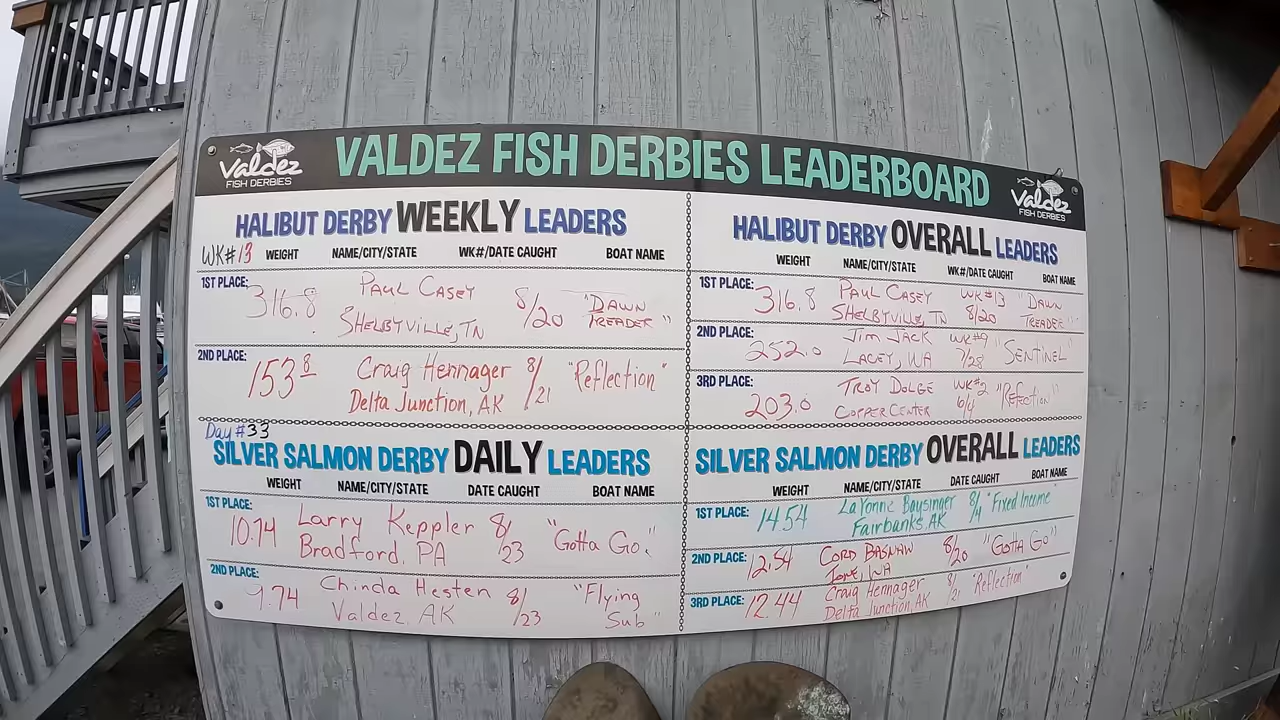 Valdez
FISH DERBIES
VALDEZ FISH DERBIES LEADERBOARD
Valdez
FISH DERBIES
HALIBUT DERBY WEEKLY LEADERS
WK#13 WEIGHT NAME/CITY/STATE WK#/DATE CAUGHT BOAT NAME
1ST PLACE: 316.8 PAUL CASEY 8/20 "DAWN
SHELBYVILLE, TN TREADER"
2ND PLACE: 153.8 Craig Hennager 8/21 "Reflection"
Delta Junction, AK
HALIBUT DERBY OVERALL LEADERS
WEIGHT NAME/CITY/STATE WK#/DATE CAUGHT BOAT NAME
1ST PLACE: 316.8 PAUL CASEY WK#13 "DAWN
SHELBYVILLE, TN 8/20 TREADER"
2ND PLACE: 252.0 JIM JACK WK#9 "SENTINEL"
LACEY, WA 7/28
3RD PLACE: 203.0 TROY DOLGE WK#2 "Reflection"
COPPER CENTER 6/4
Day #33
SILVER SALMON DERBY DAILY LEADERS
WEIGHT NAME/CITY/STATE DATE CAUGHT BOAT NAME
1ST PLACE: 10.74 Larry Keppler 8/23 "Gotta Go."
Bradford, PA
2ND PLACE: 9.74 Chinda Hesten 8/23 "Flying
Valdez, AK Sub"
SILVER SALMON DERBY OVERALL LEADERS
WEIGHT NAME/CITY/STATE DATE CAUGHT BOAT NAME
1ST PLACE: 14.54 LaVonne Baysinger 8/4 "Fixed Income"
Fairbanks, AK
2ND PLACE: 12.54 CORD 8/20 "GOTTA GO"
WA
3RD PLACE: 12.44 Craig Hennager 8/21 "Reflection"
Delta Junction, AK